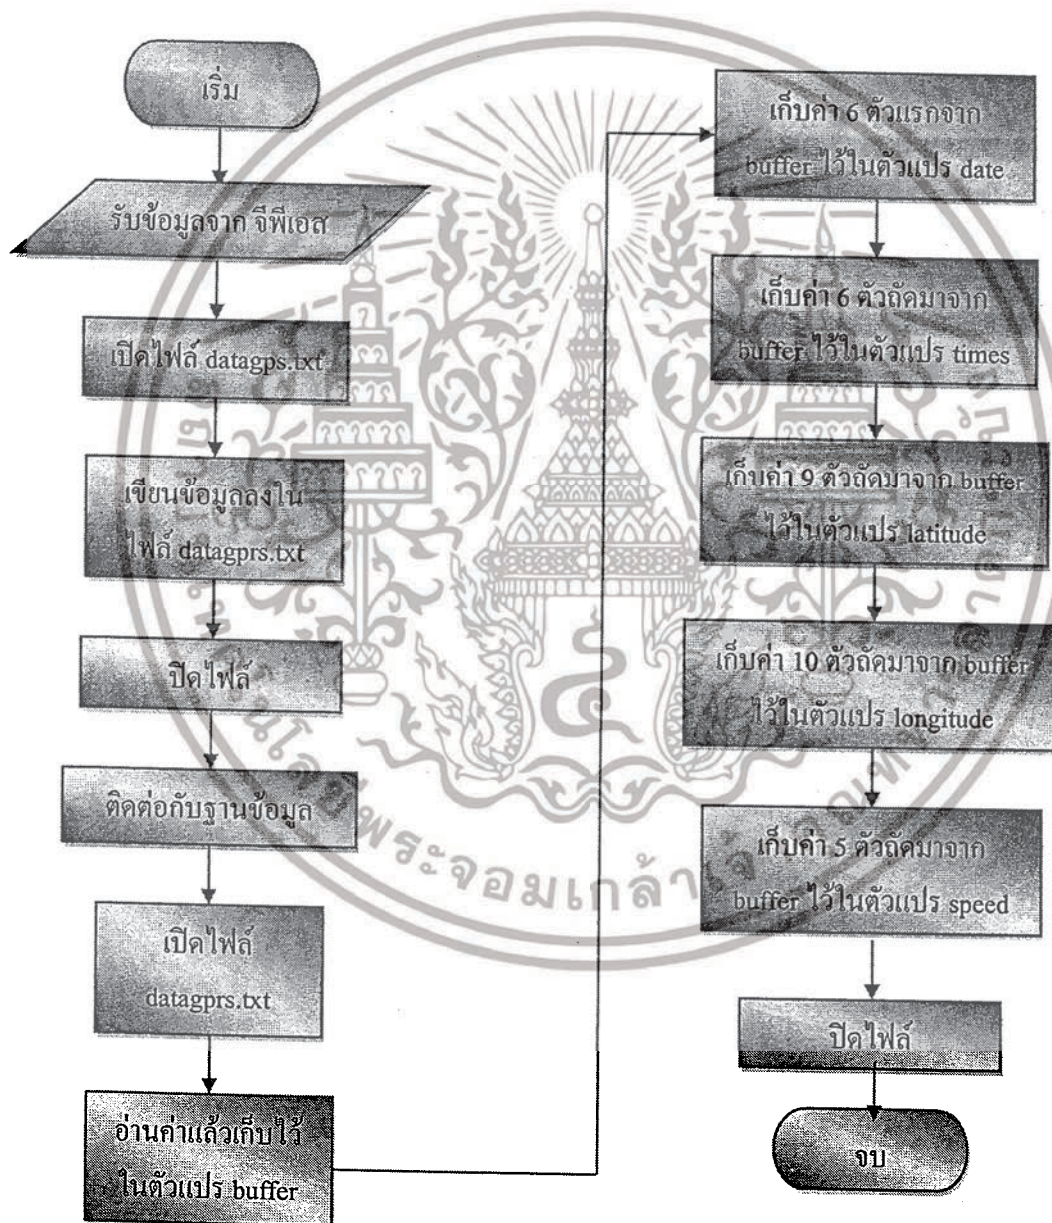 เริ่ม
รับข้อมูลจาก จีพีเอส
เปิดไฟล์ datagps.txt
เขียนข้อมูลลงใน
ไฟล์ datagprs.txt
ปิดไฟล์
ติดต่อกับฐานข้อมูล
เปิดไฟล์
datagprs.txt
อ่านค่าแล้วเก็บไว้
ในตัวแปร buffer
เก็บค่า 6 ตัวแรกจาก
buffer ไว้ในตัวแปร date
เก็บค่า 6 ตัวถัดมาจาก
buffer ไว้ในตัวแปร times
เก็บค่า 9 ตัวถัดมาจาก buffer
ไว้ในตัวแปร latitude
เก็บค่า 10 ตัวถัดมาจาก buffer
ไว้ในตัวแปร longitude
เก็บค่า 5 ตัวถัดมาจาก
buffer ไว้ในตัวแปร speed
ปิดไฟล์
จบ
พระจอมเกล้า